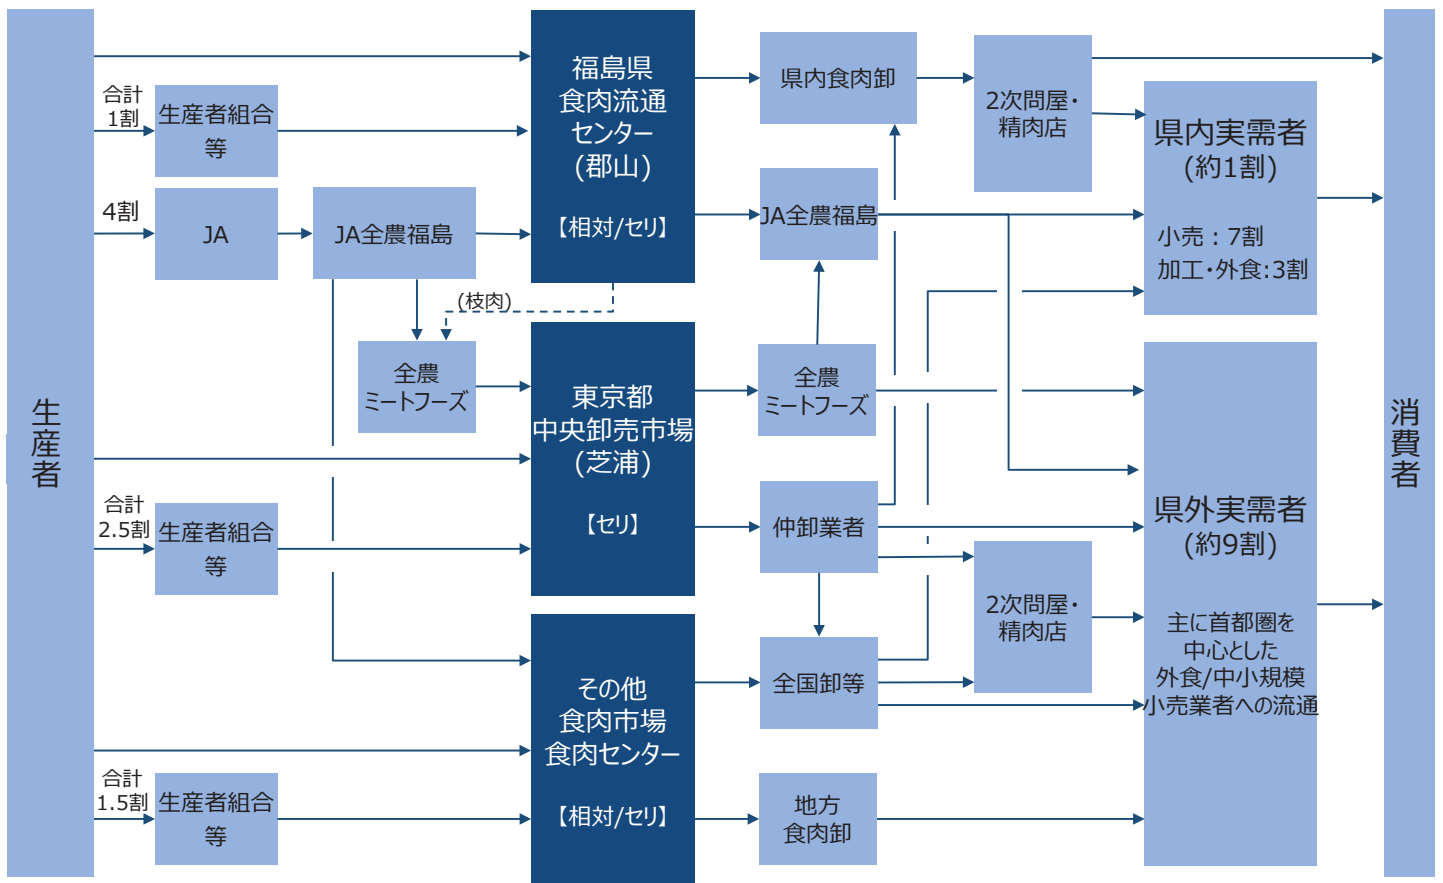 生産者
合計
1割
生産者組合
等
4割
JA
JA全農福島
(枝肉)
全農
ミートフーズ
合計
2.5割
生産者組合
等
合計
1.5割
生産者組合
等
福島県
食肉流通
センター
(郡山)
【相対/セリ】
東京都
中央卸売市場
(芝浦)
【セリ】
その他
食肉市場
食肉センター
【相対/セリ】
県内食肉卸
JA全農福島
全農
ミートフーズ
仲卸業者
全国卸等
地方
食肉卸
2次問屋・
精肉店
2次問屋・
精肉店
県内実需者
(約1割)
小売：7割
加工・外食:3割
県外実需者
(約9割)
主に首都圏を
中心とした
外食/中小規模
小売業者への流通
消費者